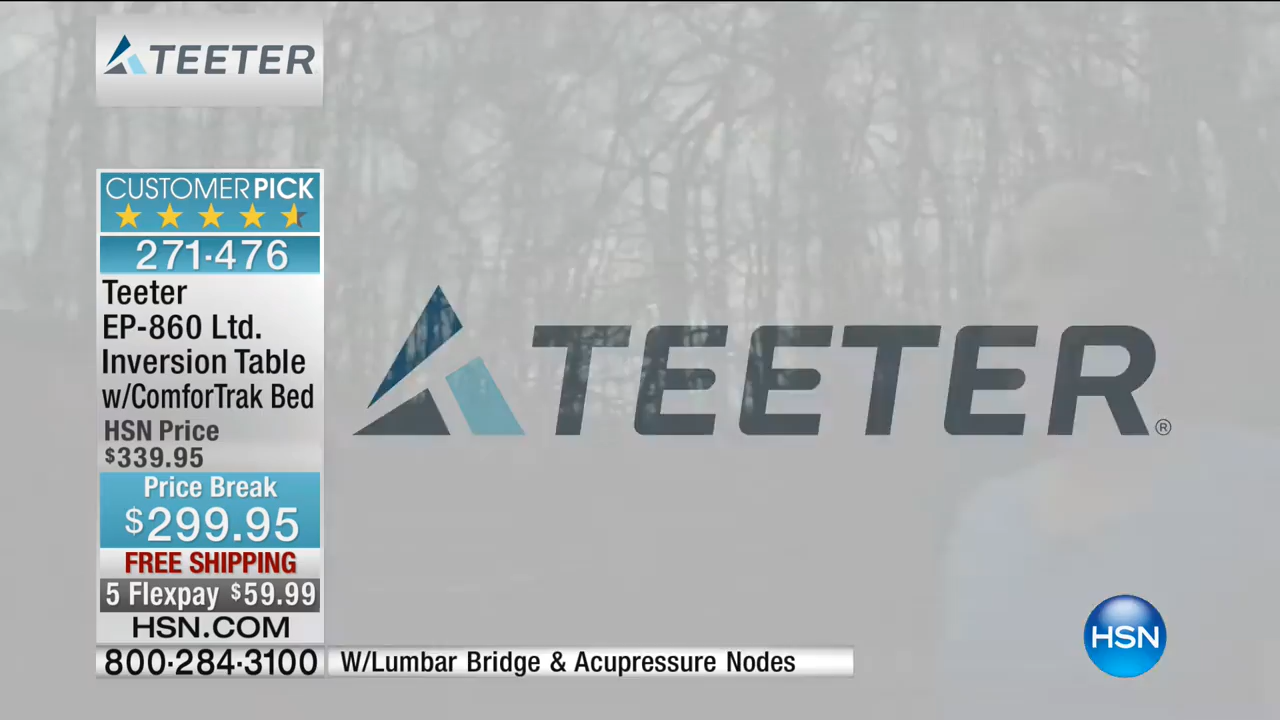 TEETER
CUSTOMER PICK
271·476
Teeter
EP-860 Ltd.
Inversion Table
w/ComforTrak Bed
HSN Price
$339.95
Price Break
$299.95
FREE SHIPPING
5 Flexpay $59.99
HSN.COM
800·284·3100
W/Lumbar Bridge & Acupressure Nodes
TEETER®
HSN